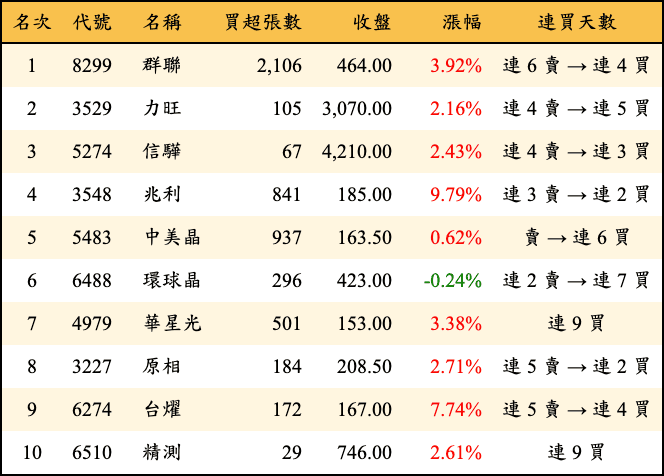 名次 代號 名稱 買超張數 收盤 漲幅 連買天數
1 8299 群聯 2,106 464.00 3.92% 連 6 賣 → 連 4 買
2 3529 力旺 105 3,070.00 2.16% 連 4 賣 → 連 5 買
3 5274 信驊 67 4,210.00 2.43% 連 4 賣 → 連 3 買
4 3548 兆利 841 185.00 9.79% 連 3 賣 → 連 2 買
5 5483 中美晶 937 163.50 0.62% 賣 → 連 6 買
6 6488 環球晶 296 423.00 -0.24% 連 2 賣 → 連 7 買
7 4979 華星光 501 153.00 3.38% 連 9 買
8 3227 原相 184 208.50 2.71% 連 5 賣 → 連 2 買
9 6274 台燿 172 167.00 7.74% 連 5 賣 → 連 4 買
10 6510 精測 29 746.00 2.61% 連 9 買